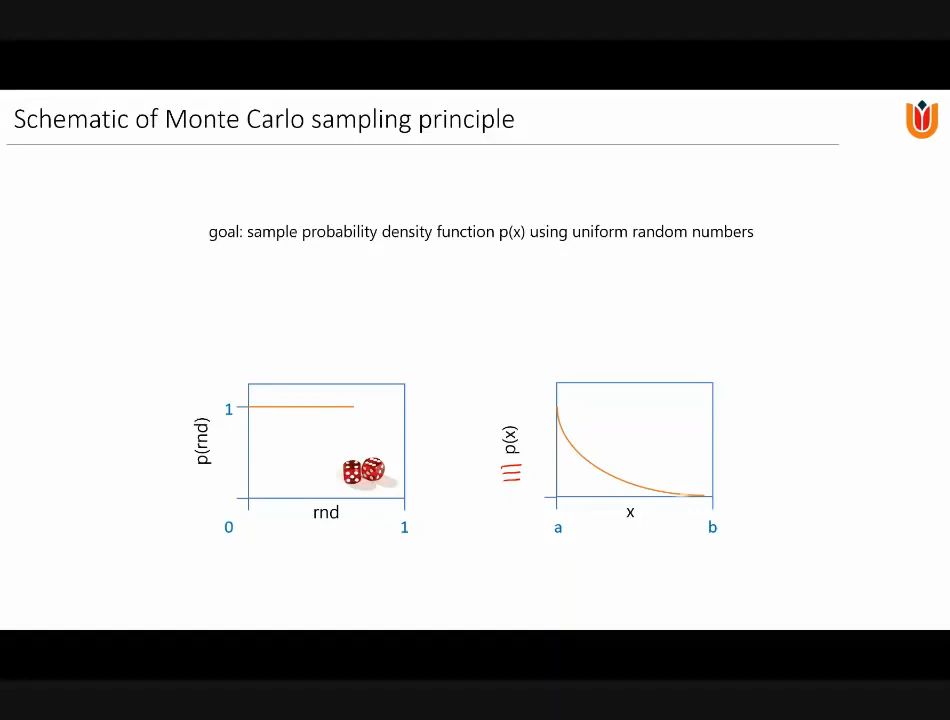 Schematic of Monte Carlo sampling principle
goal: sample probability density function p(x) using uniform random numbers
1
p(rnd)
rnd
0
1
p(x)
x
a
b